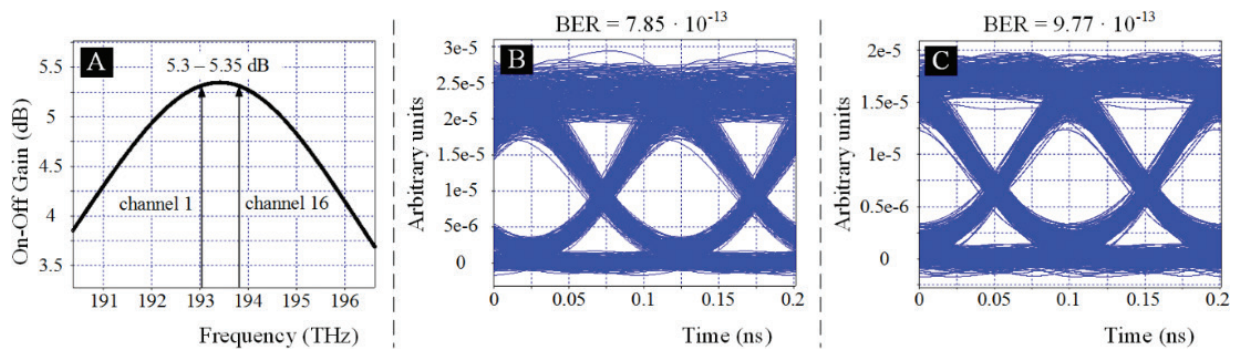 A
5.3 – 5.35 dB
channel 1
channel 16
5.5
5
4.5
4
3.5
191 192 193 194 195 196
On-Off Gain (dB)
Frequency (THz)
BER = 7.85 · 10⁻¹³
B
3e-5
2.5e-5
2e-5
1.5e-5
1e-5
5e-6
0
0 0.05 0.1 0.15 0.2
Arbitrary units
Time (ns)
BER = 9.77 · 10⁻¹³
C
2e-5
1.5e-5
1e-5
0.5e-5
0
0 0.05 0.1 0.15 0.2
Arbitrary units
Time (ns)